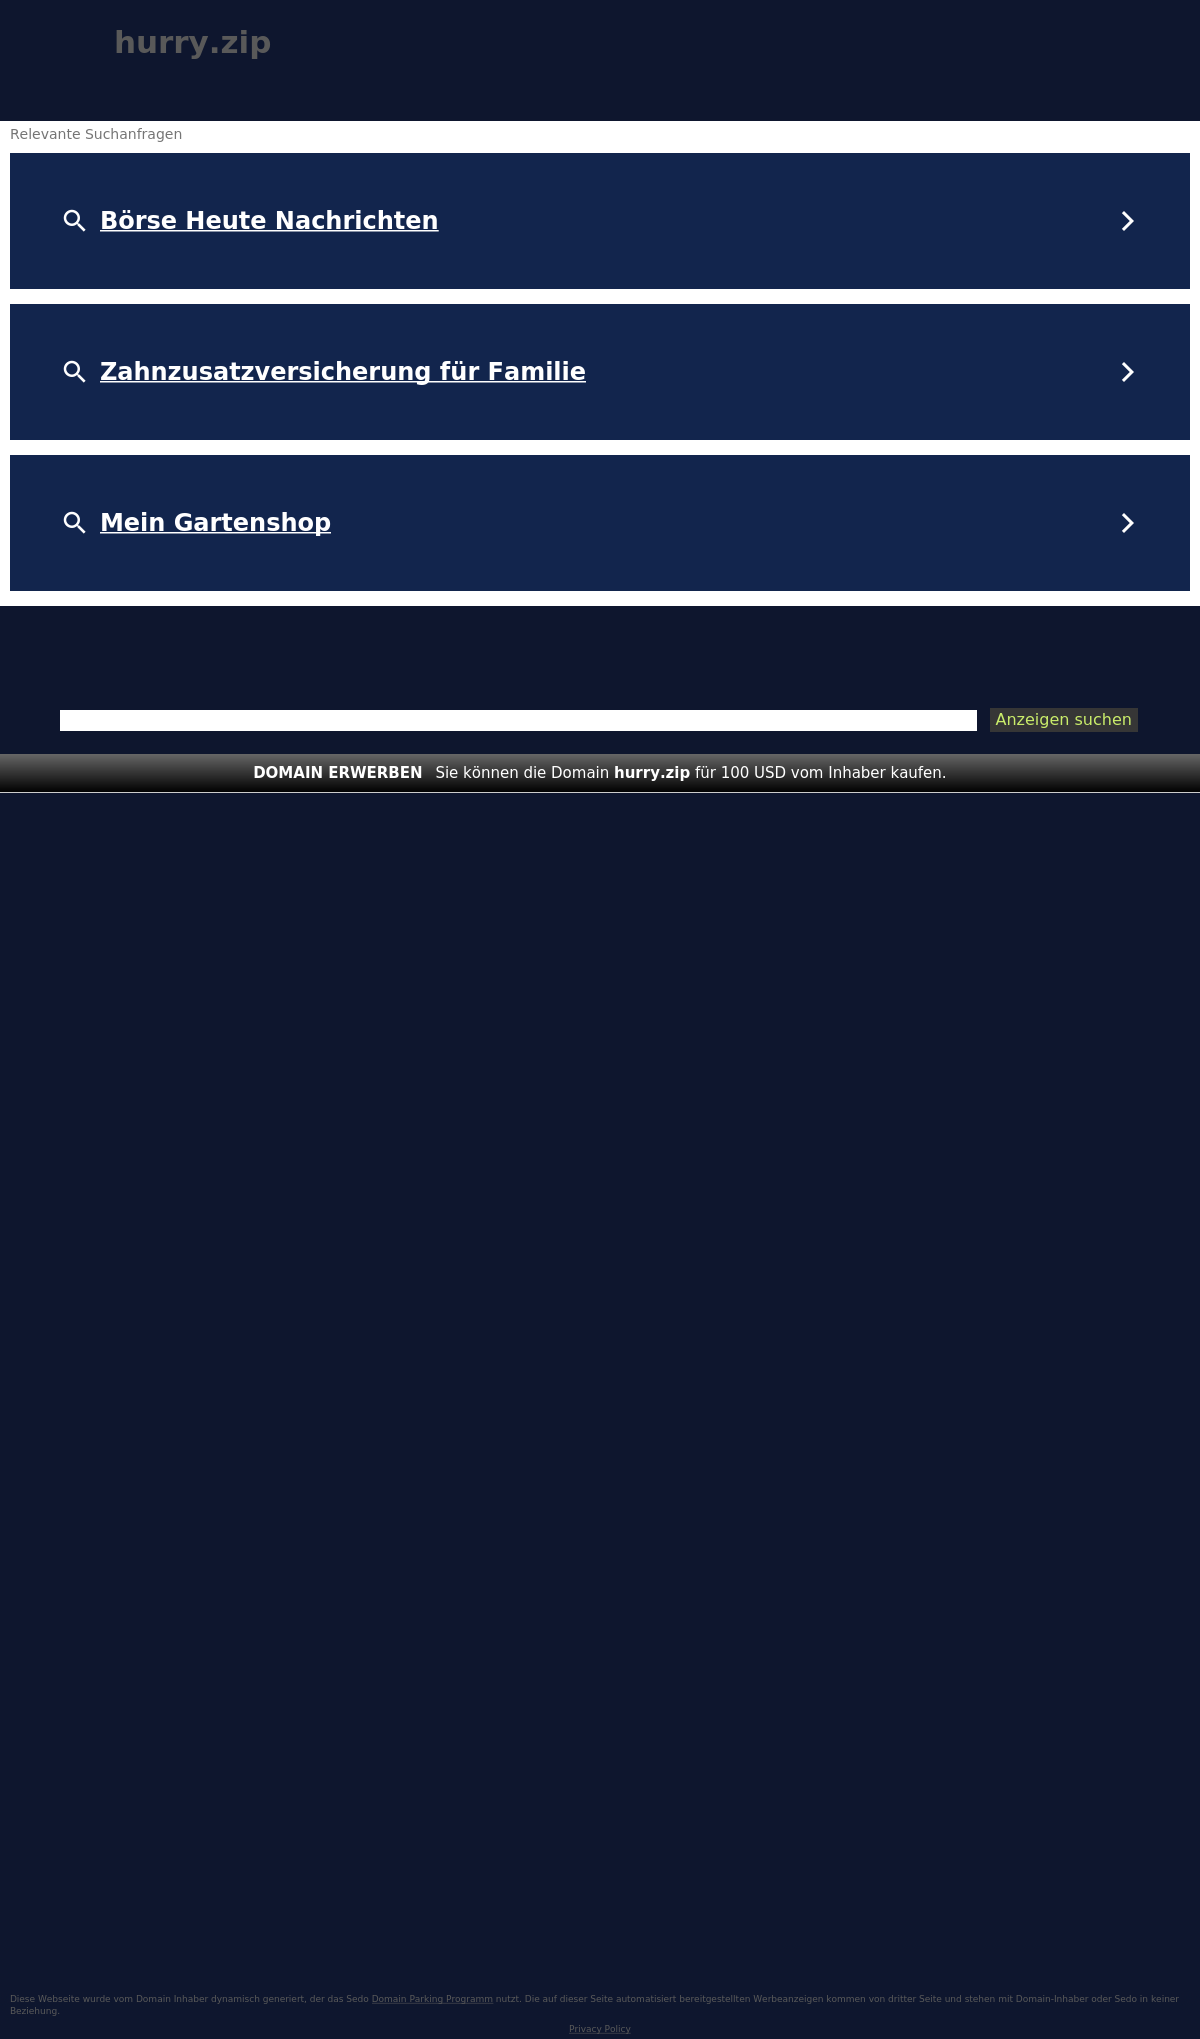 hurry.zip
Relevante Suchanfragen
Börse Heute Nachrichten
Zahnzusatzversicherung für Familie
Mein Gartenshop
Anzeigen suchen
DOMAIN ERWERBEN Sie können die Domain hurry.zip für 100 USD vom Inhaber kaufen.
Diese Webseite wurde vom Domain Inhaber dynamisch generiert, der das Sedo Domain Parking Programm nutzt. Die auf dieser Seite automatisiert bereitgestellten Werbeanzeigen kommen von dritter Seite und stehen mit Domain-Inhaber oder Sedo in keiner
Beziehung.
Privacy Policy